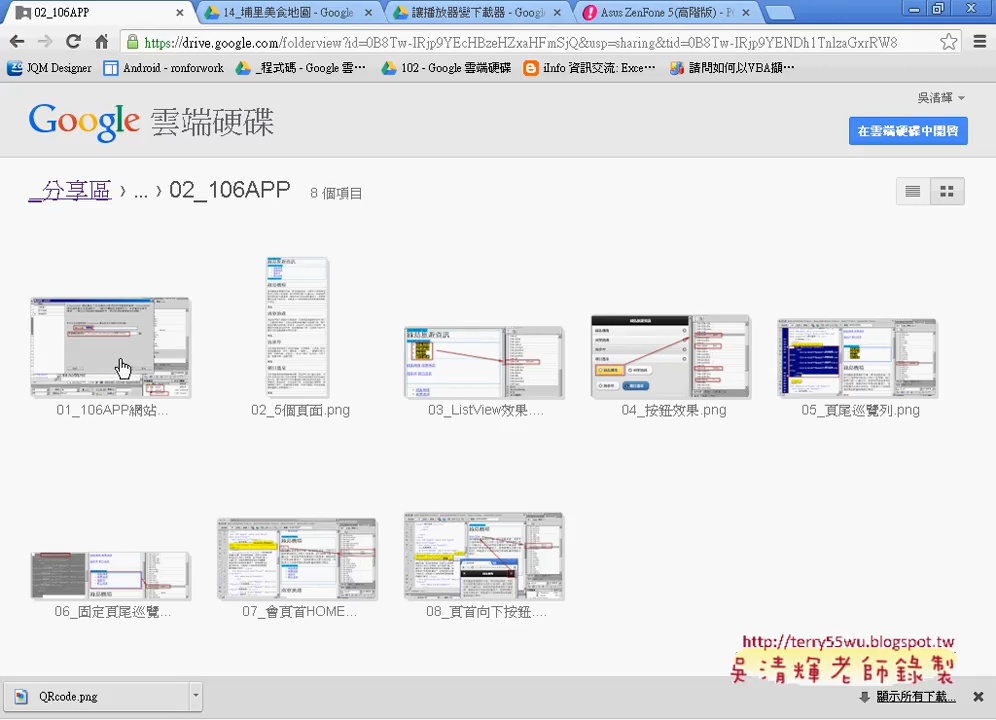 02_106APP
14_埔里美食地圖 - Google
讓播放器變下載器 - Googl
Asus ZenFone 5(高階版) - P
https://drive.google.com/folderview?id=0B8Tw-IRjp9YEcHBzeHZxaHFmSjQ&usp=sharing&tid=0B8Tw-IRjp9YENDh1TnlzaGxrRW8
JQM Designer
Android - ronforwork
_程式碼 - Google 雲…
102 - Google 雲端硬碟
iInfo 資訊交流: Exce…
請問如何以VBA擷…
吳清輝
Google 雲端硬碟
在雲端硬碟中開啓
_分享區 › ... › 02_106APP 8 個項目
01_106APP網站...
02_5個頁面.png
03_ListView效果....
04_按鈕效果.png
05_頁尾巡覽列.png
06_固定頁尾巡覽...
07_會頁首HOME...
08_頁首向下按鈕....
http://terry55wu.blogspot.tw
吳清輝老師錄製
QRcode.png
顯示所有下載...